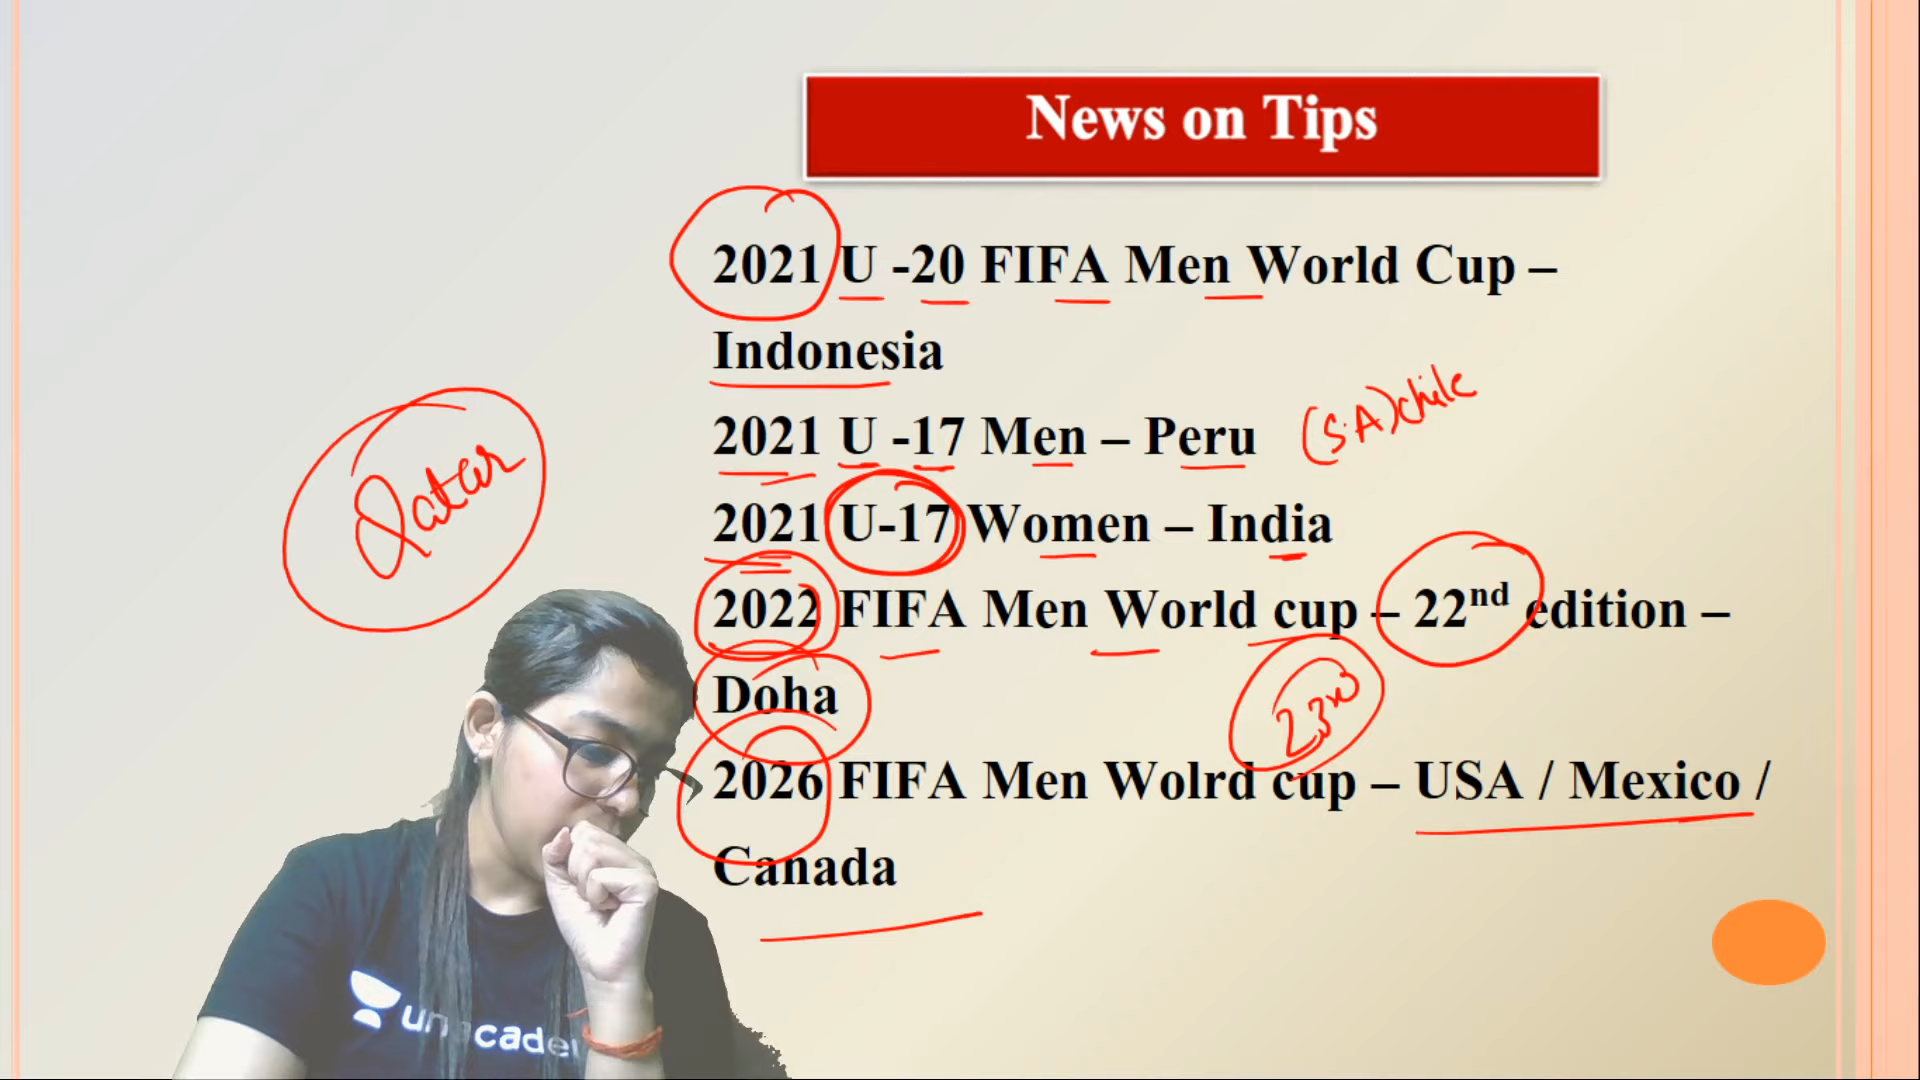 News on Tips
2021 U -20 FIFA Men World Cup –
Indonesia
2021 U -17 Men – Peru
(S.A) chile
2021 U-17 Women – India
Qatar
2022 FIFA Men World cup – 22nd edition –
Doha
23rd
2026 FIFA Men Wolrd cup – USA / Mexico /
Canada